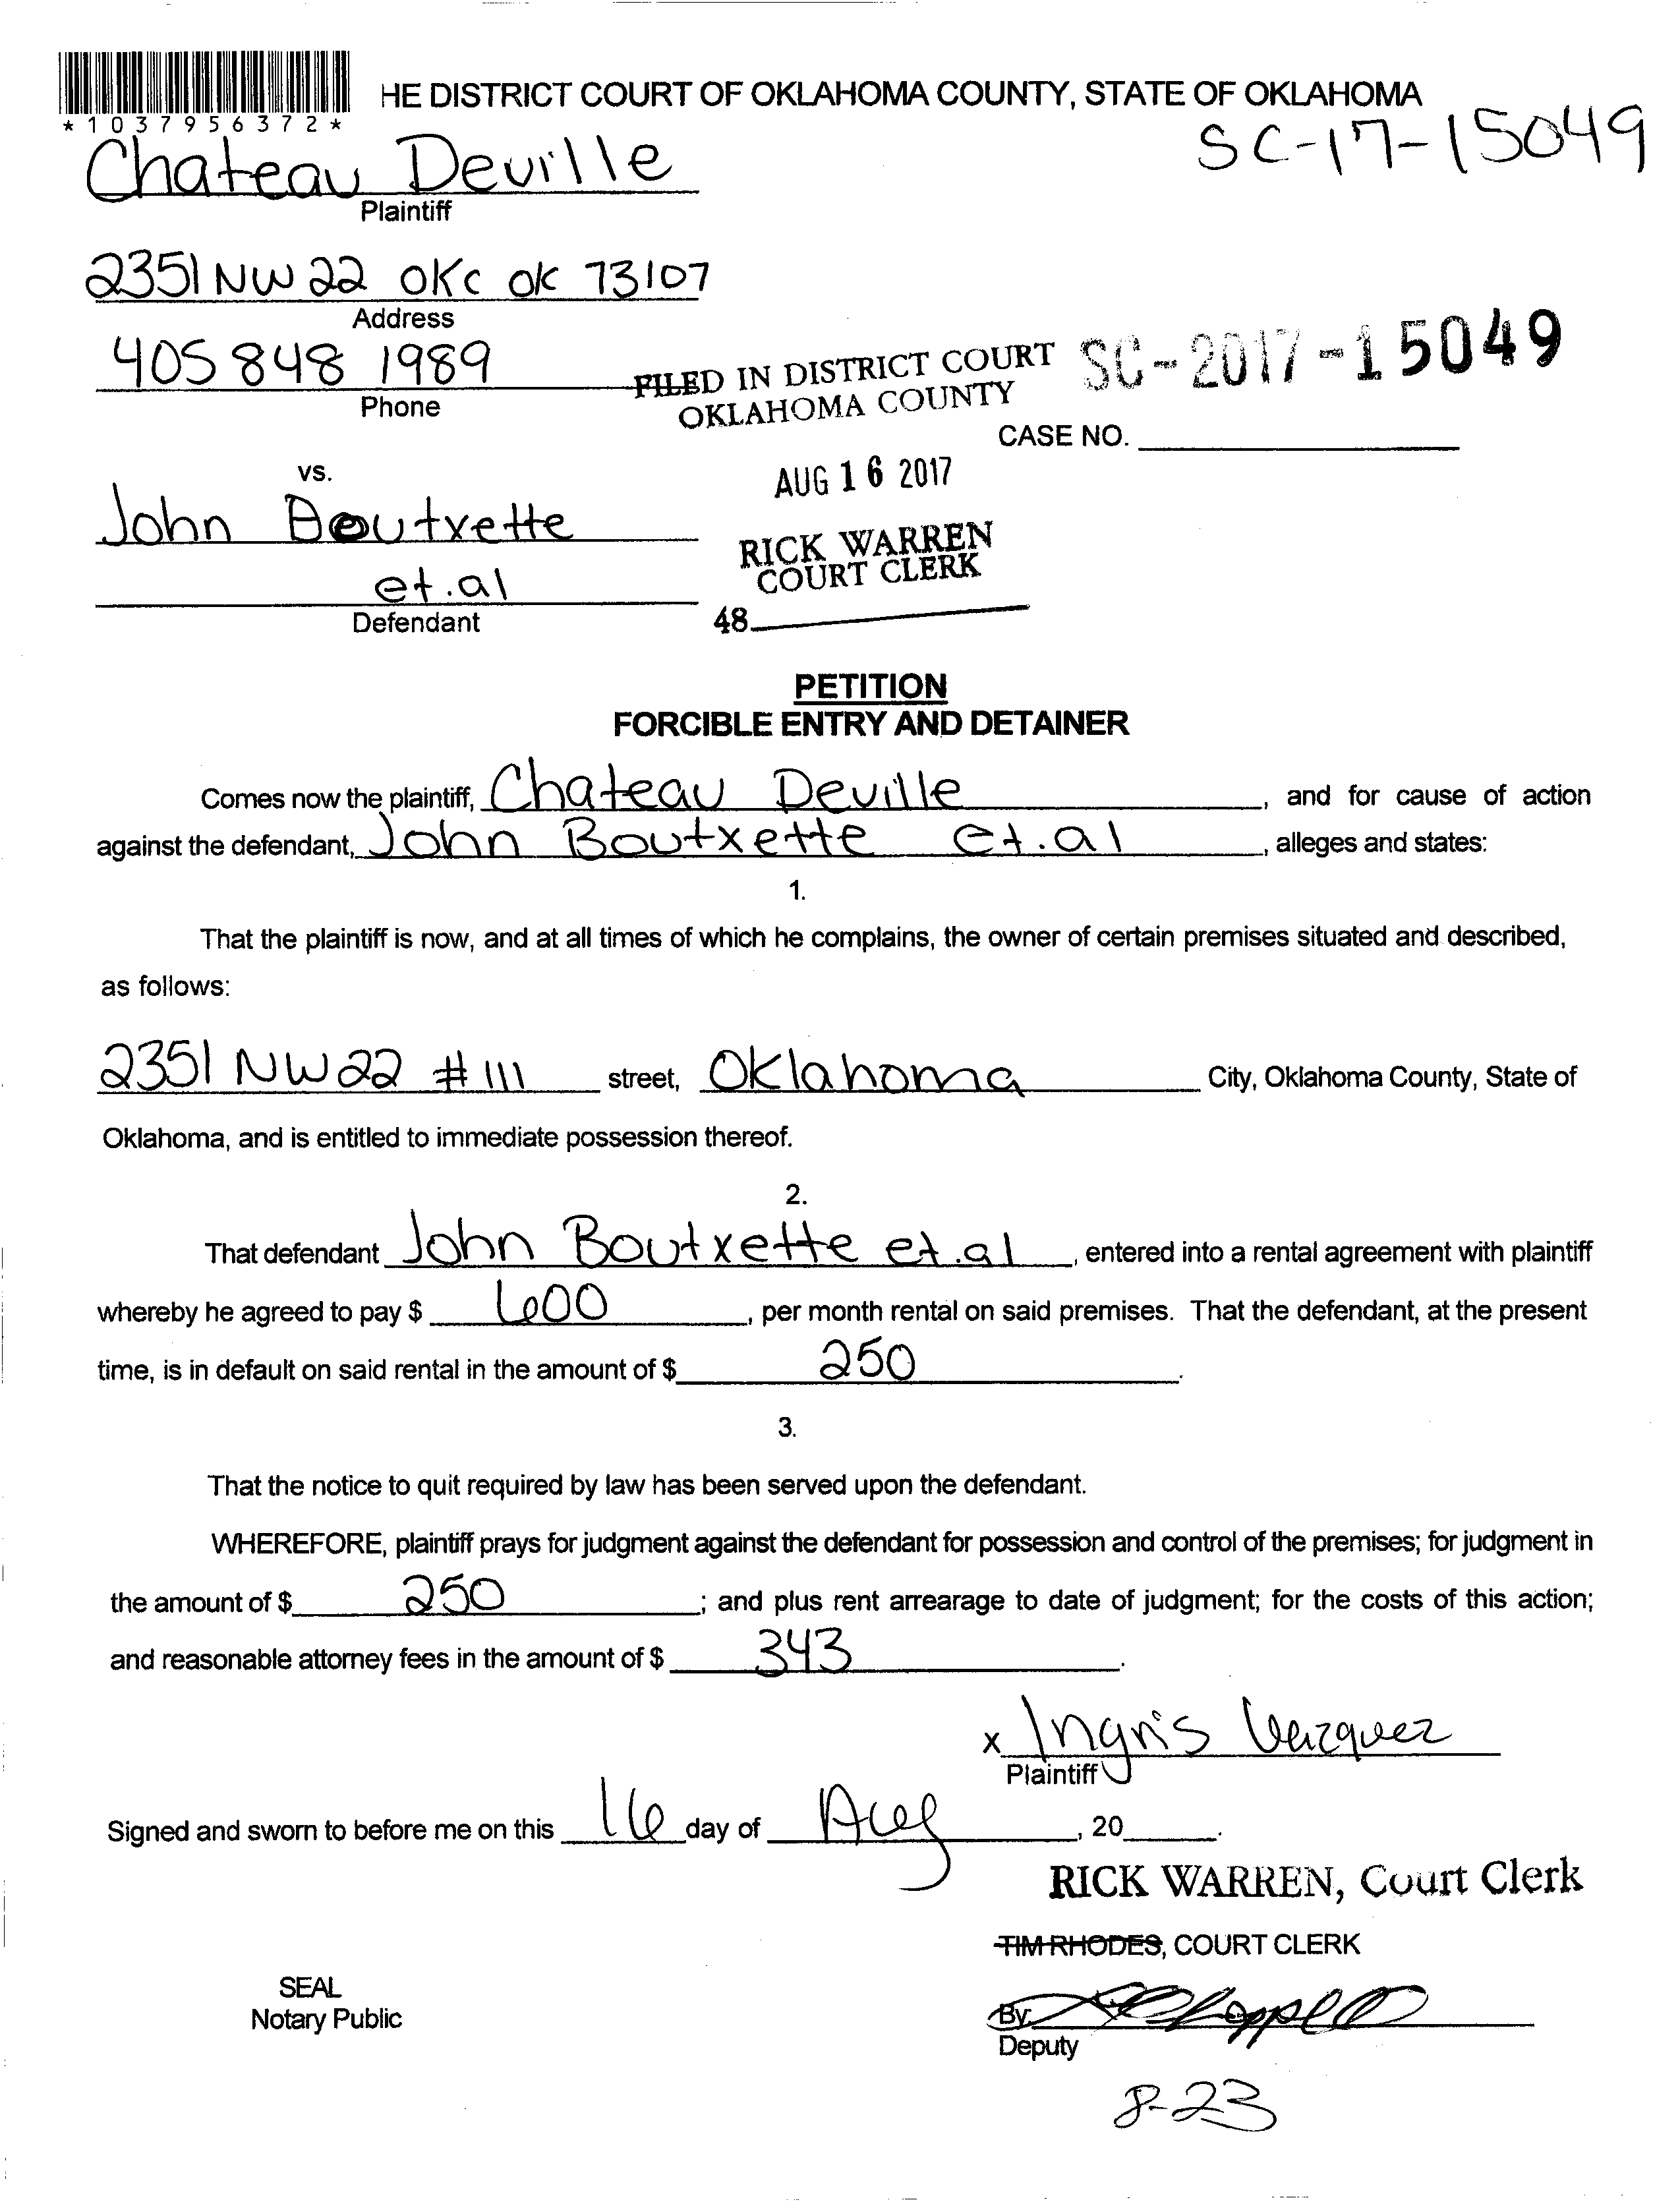 HE DISTRICT COURT OF OKLAHOMA COUNTY, STATE OF OKLAHOMA
*1037956372*
SC-17-15049
Chateau Deville
Plaintiff
2351 NW 22 OKC OK 73107
Address
405 848 1989
Phone
FILED IN DISTRICT COURT
OKLAHOMA COUNTY
SC-2017-15049
CASE NO.
AUG 16 2017
vs.
John Boutxette
et.al
Defendant
RICK WARREN
COURT CLERK
48
PETITION
FORCIBLE ENTRY AND DETAINER
Comes now the plaintiff, Chateau Deville, and for cause of action
against the defendant, John Boutxette et.al, alleges and states:
1.
That the plaintiff is now, and at all times of which he complains, the owner of certain premises situated and described,
as follows:
2351 NW 22 #111 street, Oklahoma City, Oklahoma County, State of
Oklahoma, and is entitled to immediate possession thereof.
2.
That defendant John Boutxette et.al, entered into a rental agreement with plaintiff
whereby he agreed to pay $ 600, per month rental on said premises. That the defendant, at the present
time, is in default on said rental in the amount of $ 250.
3.
That the notice to quit required by law has been served upon the defendant.
WHEREFORE, plaintiff prays for judgment against the defendant for possession and control of the premises; for judgment in
the amount of $ 250; and plus rent arrearage to date of judgment; for the costs of this action;
and reasonable attorney fees in the amount of $ 343.
x Ingris Vazquez
Plaintiff
Signed and sworn to before me on this 16 day of Aug, 20 .
RICK WARREN, Court Clerk
TIM RHODES, COURT CLERK
SEAL
Notary Public
By:
Deputy
8-23